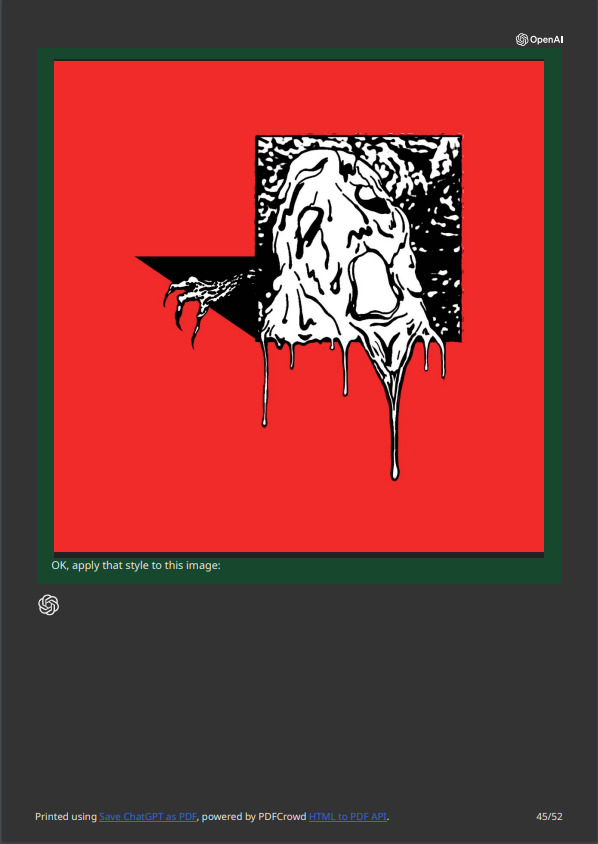 OpenAI
OK, apply that style to this image:
Printed using Save ChatGPT as PDF, powered by PDFCrowd HTML to PDF API.
45/52